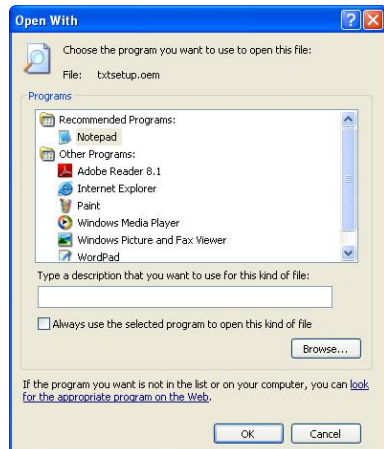 Open With
Choose the program you want to use to open this file:
File: txtsetup.oem
Programs
Recommended Programs:
Notepad
Other Programs:
Adobe Reader 8.1
Internet Explorer
Paint
Windows Media Player
Windows Picture and Fax Viewer
WordPad
Type a description that you want to use for this kind of file:
Always use the selected program to open this kind of file
Browse...
If the program you want is not in the list or on your computer, you can look
for the appropriate program on the Web.
OK Cancel